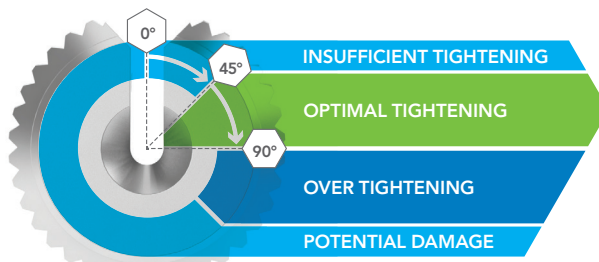 0°
INSUFFICIENT TIGHTENING
45°
OPTIMAL TIGHTENING
90°
OVER TIGHTENING
POTENTIAL DAMAGE